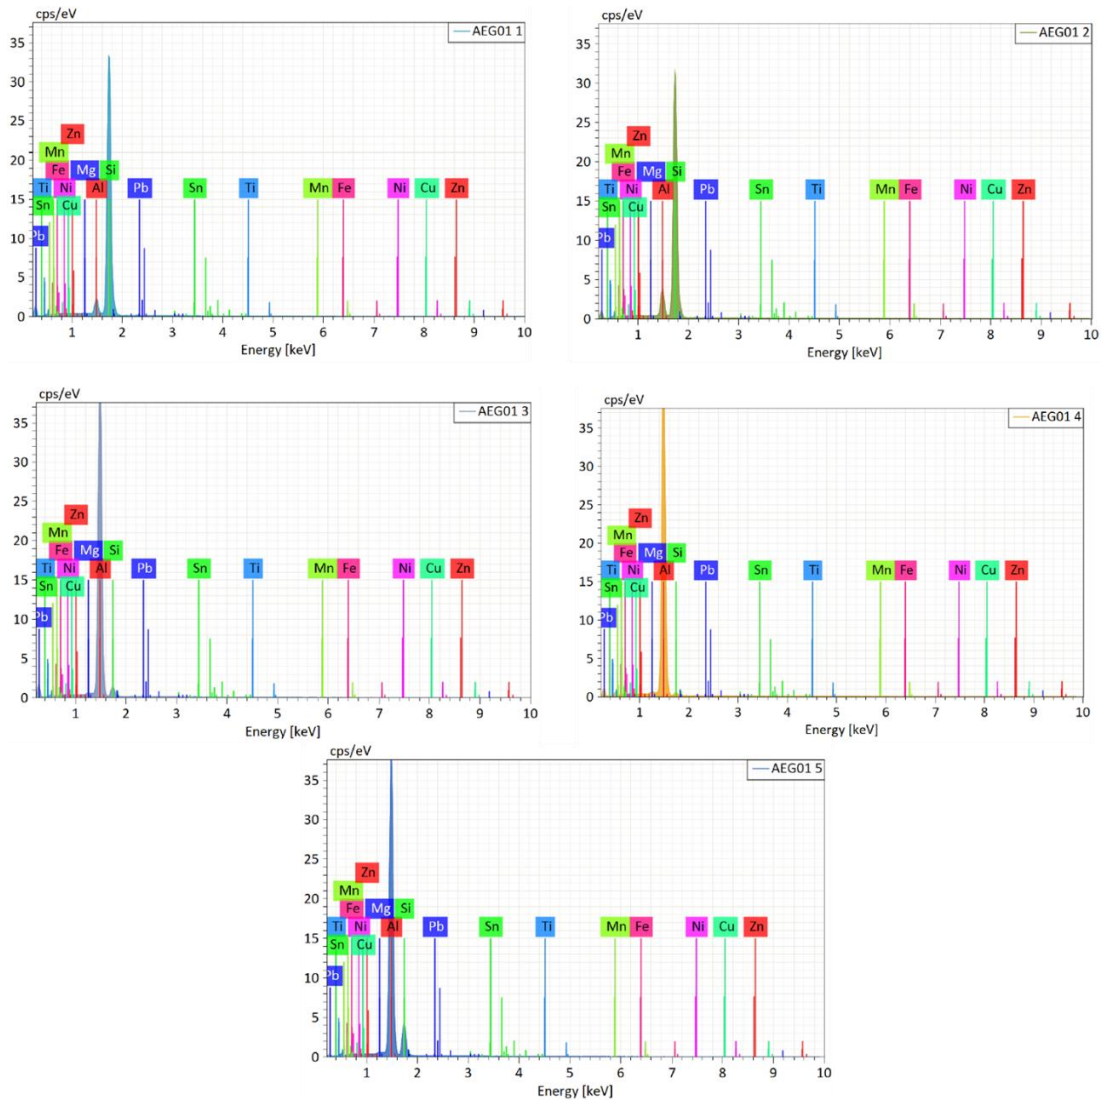 cps/eV
AEG01 1
35
30
Zn
25
Mn
20
Fe Mg Si
Ti Ni Al Pb Sn Ti Mn Fe Ni Cu Zn
15
Sn Cu
10
Pb
5
0
1 2 3 4 5 6 7 8 9 10
Energy [keV]
cps/eV
AEG01 2
35
30
25
Zn
Mn
20
Fe Mg Si
Ti Ni Al Pb Sn Ti Mn Fe Ni Cu Zn
15
Sn Cu
10
Pb
5
0
1 2 3 4 5 6 7 8 9 10
Energy [keV]
cps/eV
AEG01 3
35
30
25
Zn
Mn
20
Fe Mg Si
Ti Ni Al Pb Sn Ti Mn Fe Ni Cu Zn
15
Sn Cu
10
Pb
5
0
1 2 3 4 5 6 7 8 9 10
Energy [keV]
cps/eV
AEG01 4
35
30
25
Zn
Mn
20
Fe Mg Si
Ti Ni Al Pb Sn Ti Mn Fe Ni Cu Zn
15
Sn Cu
10
Pb
5
0
1 2 3 4 5 6 7 8 9 10
Energy [keV]
cps/eV
AEG01 5
35
30
25
Zn
Mn
20
Fe Mg Si
Ti Ni Al Pb Sn Ti Mn Fe Ni Cu Zn
15
Sn Cu
10
Pb
5
0
1 2 3 4 5 6 7 8 9 10
Energy [keV]